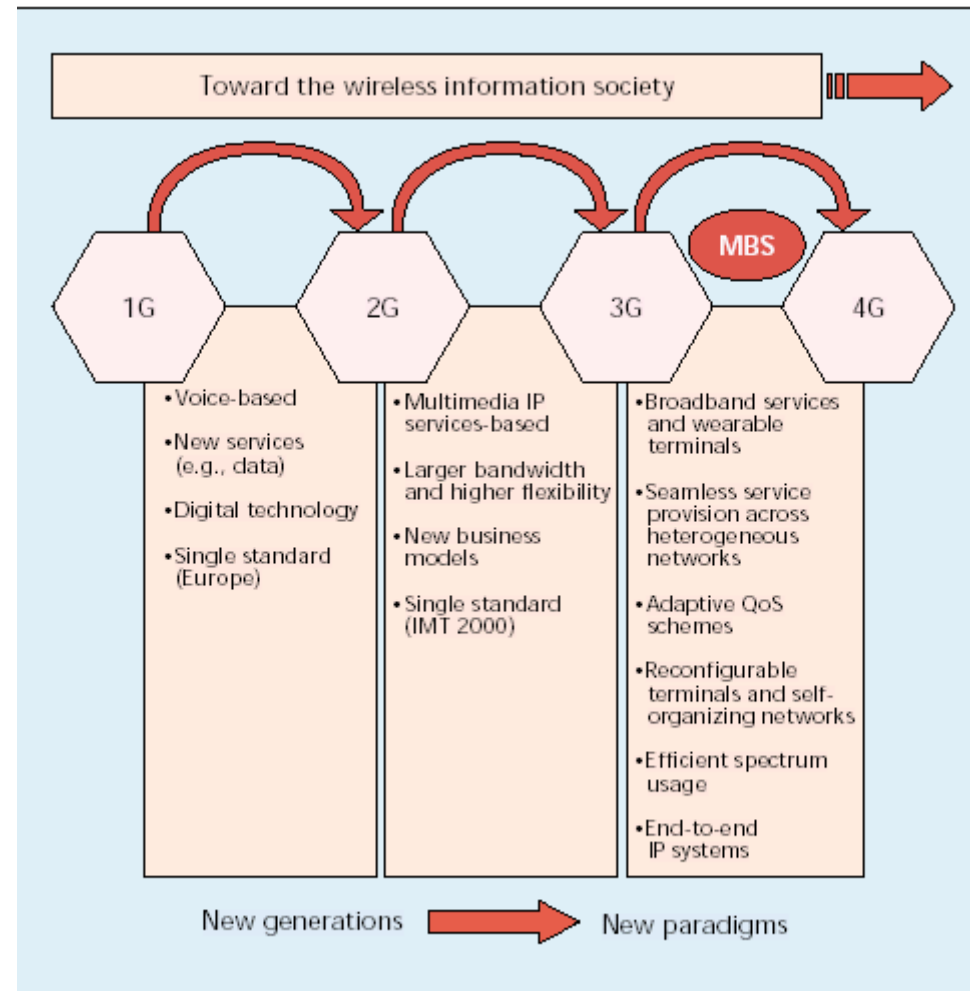 Toward the wireless information society
MBS
1G
2G
3G
4G
•Voice-based
•New services
(e.g., data)
•Digital technology
•Single standard
(Europe)
•Multimedia IP
services-based
•Larger bandwidth
and higher flexibility
•New business
models
•Single standard
(IMT 2000)
•Broadband services
and wearable
terminals
•Seamless service
provision across
heterogeneous
networks
•Adaptive QoS
schemes
•Reconfigurable
terminals and self-
organizing networks
•Efficient spectrum
usage
•End-to-end
IP systems
New generations
New paradigms